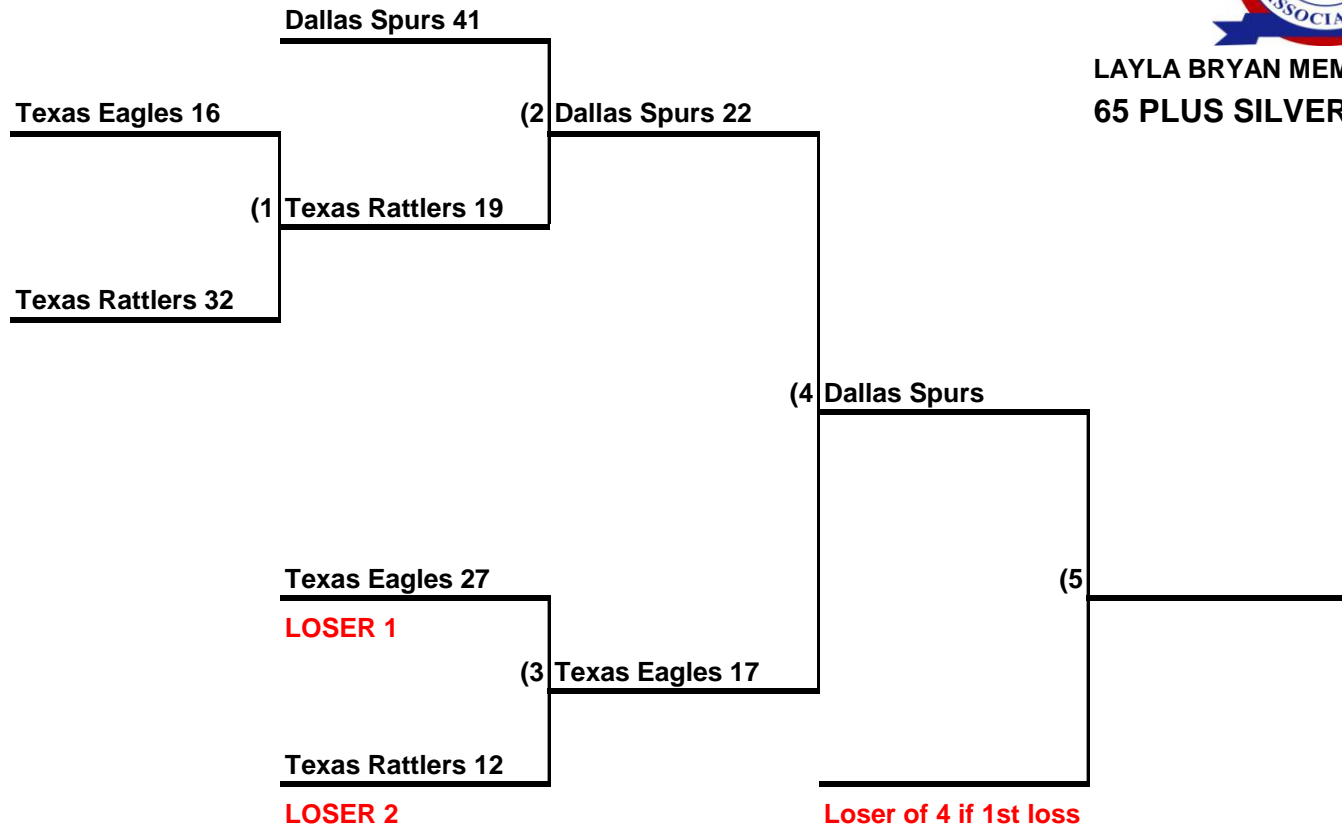 Dallas Spurs 41
LAYLA BRYAN
Texas Eagles 16
(2 Dallas Spurs 22
65 PLUS SILVER
(1 Texas Rattlers 19
Texas Rattlers 32
(4 Dallas Spurs
Texas Eagles 27
(5
LOSER 1
(3 Texas Eagles 17
Texas Rattlers 12
LOSER 2
Loser of 4 if 1st loss